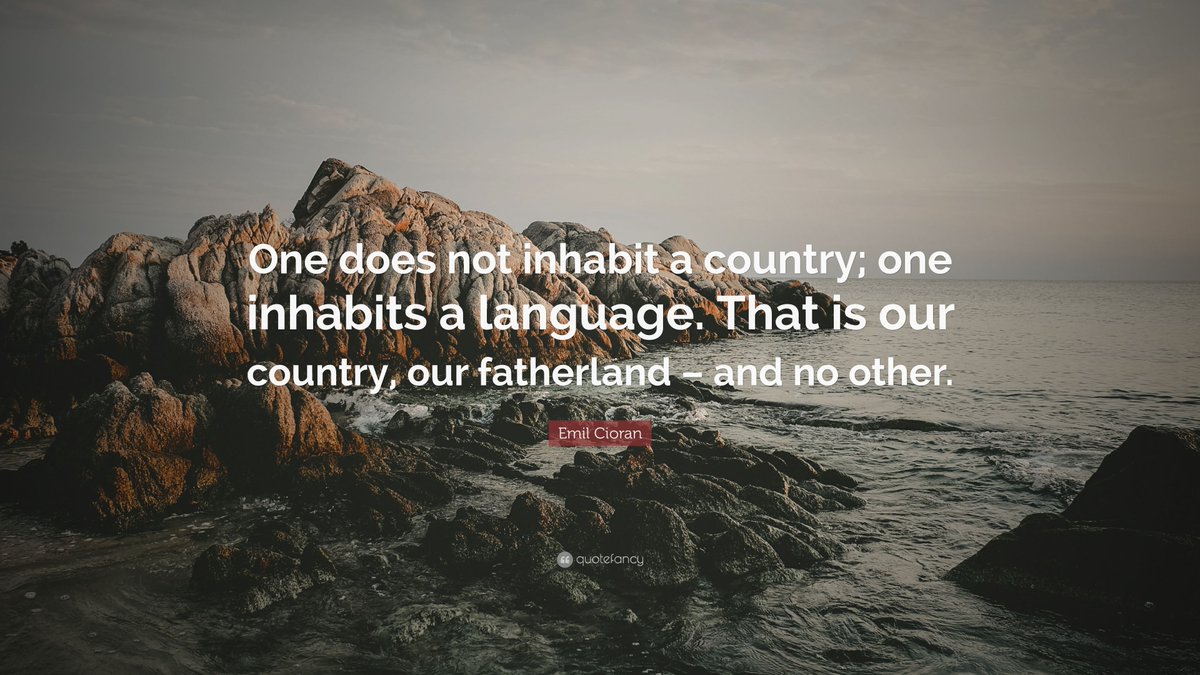 One does not inhabit a country; one
inhabits a language. That is our
country, our fatherland – and no other.
Emil Cioran
quotefancy